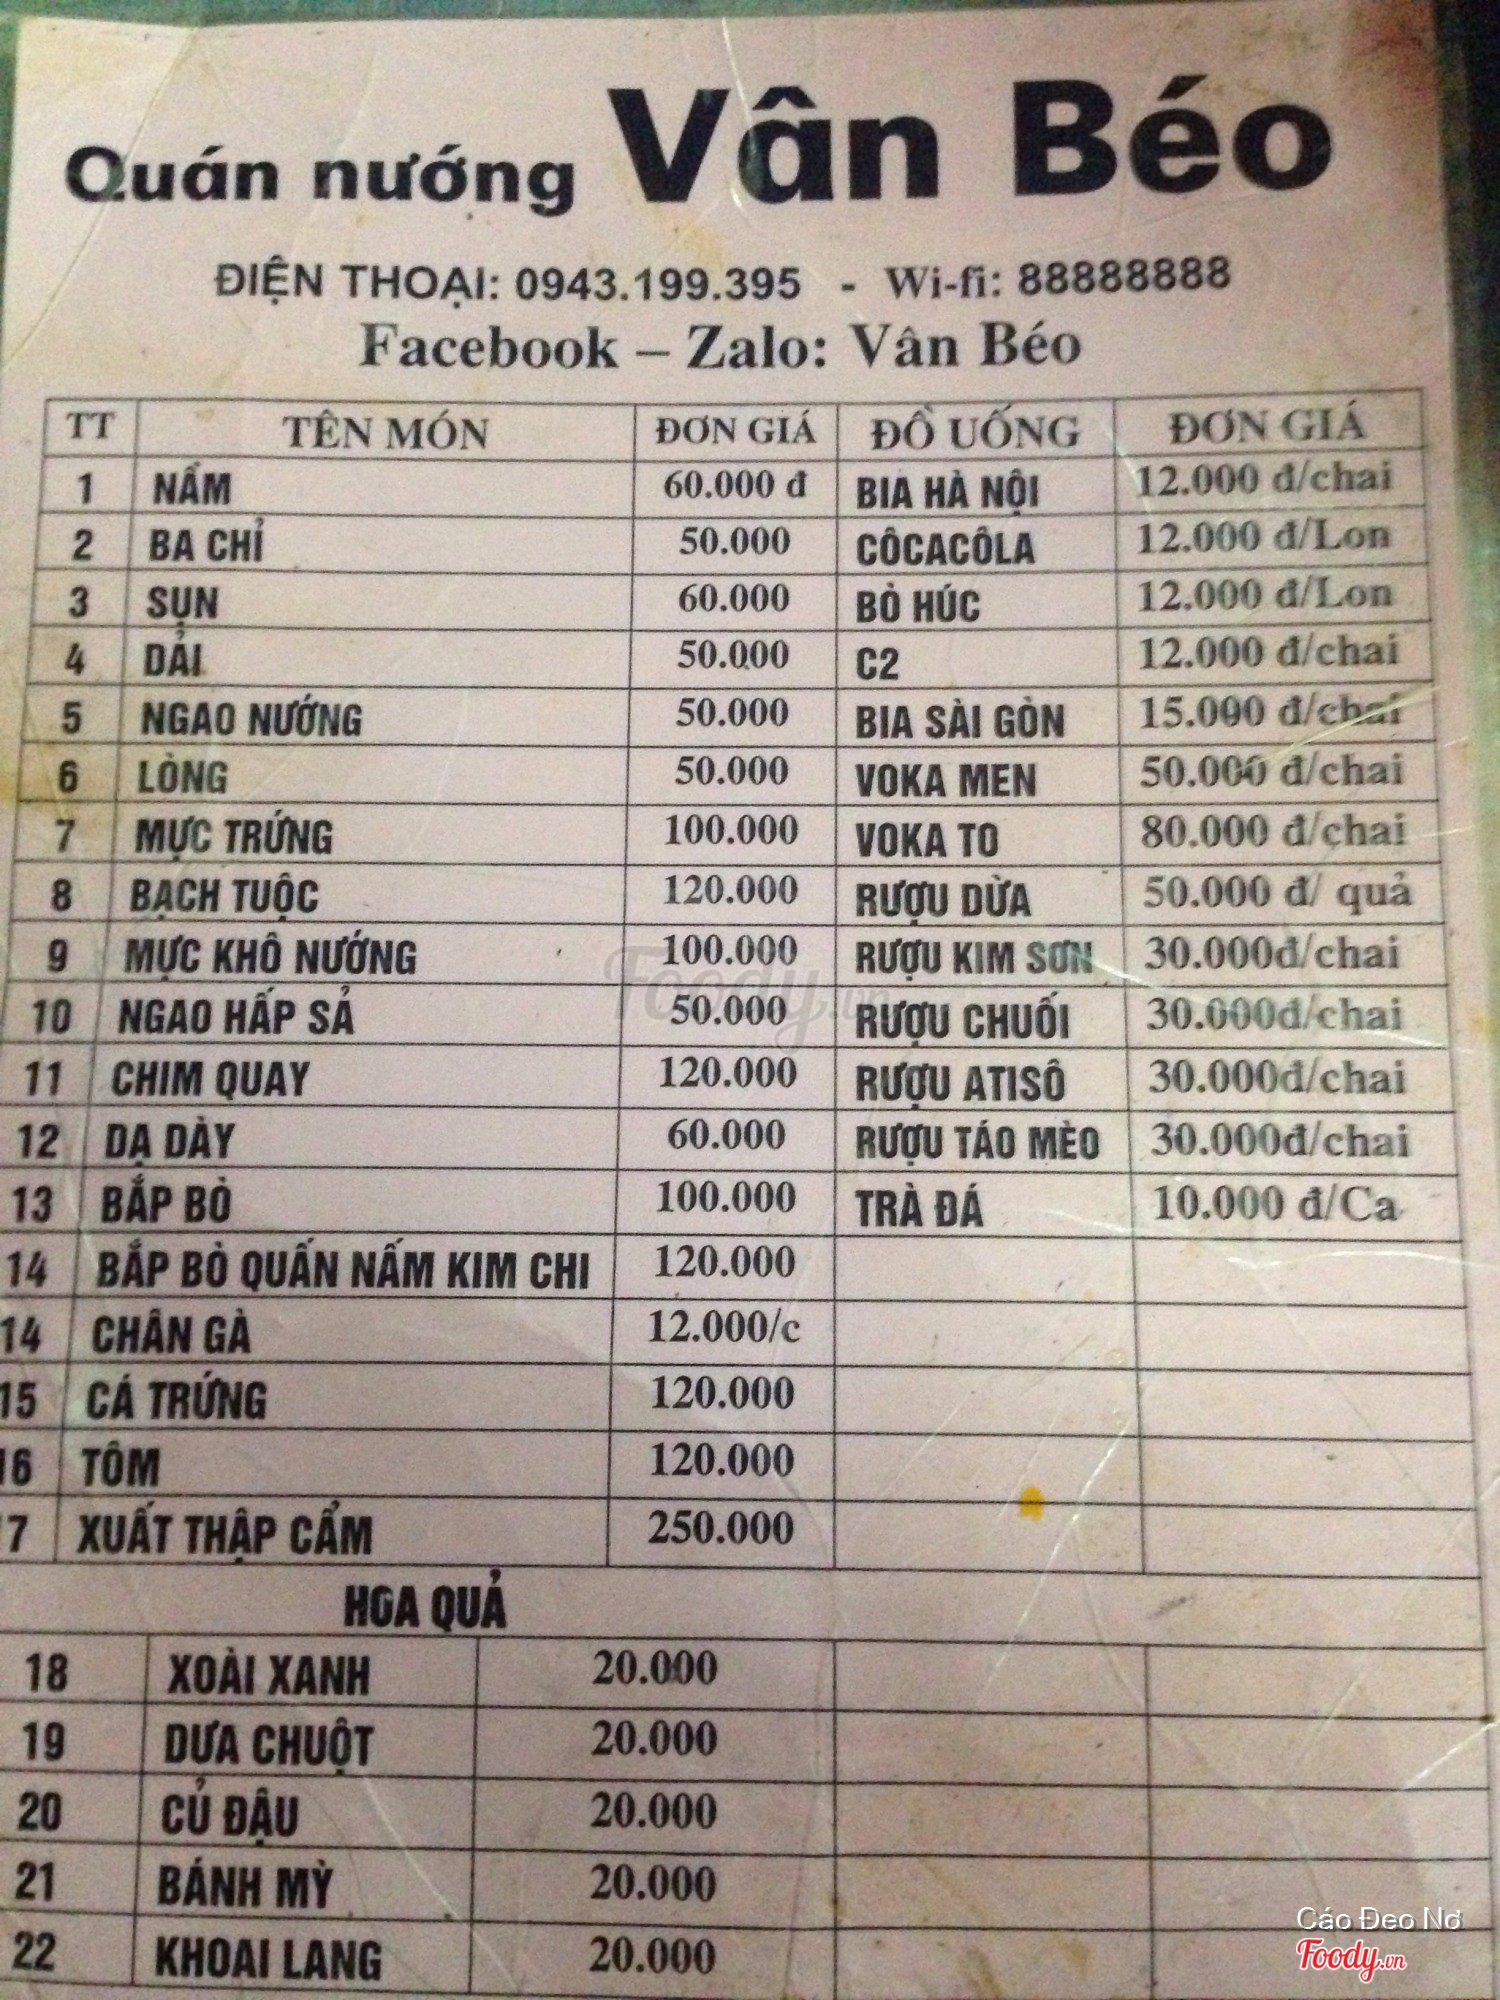 Quán nướng Vân Béo
ĐIỆN THOẠI: 0943.199.395 - Wi-fi: 88888888
Facebook – Zalo: Vân Béo
TT TÊN MÓN ĐƠN GIÁ ĐỒ UỐNG ĐƠN GIÁ
1 NẦM 60.000 đ BIA HÀ NỘI 12.000 đ/chai
2 BA CHỈ 50.000 CÔCACÔLA 12.000 đ/Lon
3 SỤN 60.000 BÒ HÚC 12.000 đ/Lon
4 DẢI 50.000 C2 12.000 đ/chai
5 NGAO NƯỚNG 50.000 BIA SÀI GÒN 15.000 đ/chai
6 LÒNG 50.000 VOKA MEN 50.000 đ/chai
7 MỰC TRỨNG 100.000 VOKA TO 80.000 đ/chai
8 BẠCH TUỘC 120.000 RƯỢU DỪA 50.000 đ/ quả
9 MỰC KHÔ NƯỚNG 100.000 RƯỢU KIM SƠN 30.000đ/chai
10 NGAO HẤP SẢ 50.000 RƯỢU CHUỐI 30.000đ/chai
11 CHIM QUAY 120.000 RƯỢU ATISÔ 30.000đ/chai
12 DẠ DÀY 60.000 RƯỢU TÁO MÈO 30.000đ/chai
13 BẮP BÒ 100.000 TRÀ ĐÁ 10.000 đ/Ca
14 BẮP BÒ QUẤN NẤM KIM CHI 120.000
14 CHÂN GÀ 12.000/c
15 CÁ TRỨNG 120.000
16 TÔM 120.000
17 XUẤT THẬP CẨM 250.000
HOA QUẢ
18 XOÀI XANH 20.000
19 DƯA CHUỘT 20.000
20 CỦ ĐẬU 20.000
21 BÁNH MỲ 20.000
22 KHOAI LANG 20.000
Foody.vn
Cáo Đeo Nơ
Foody.vn